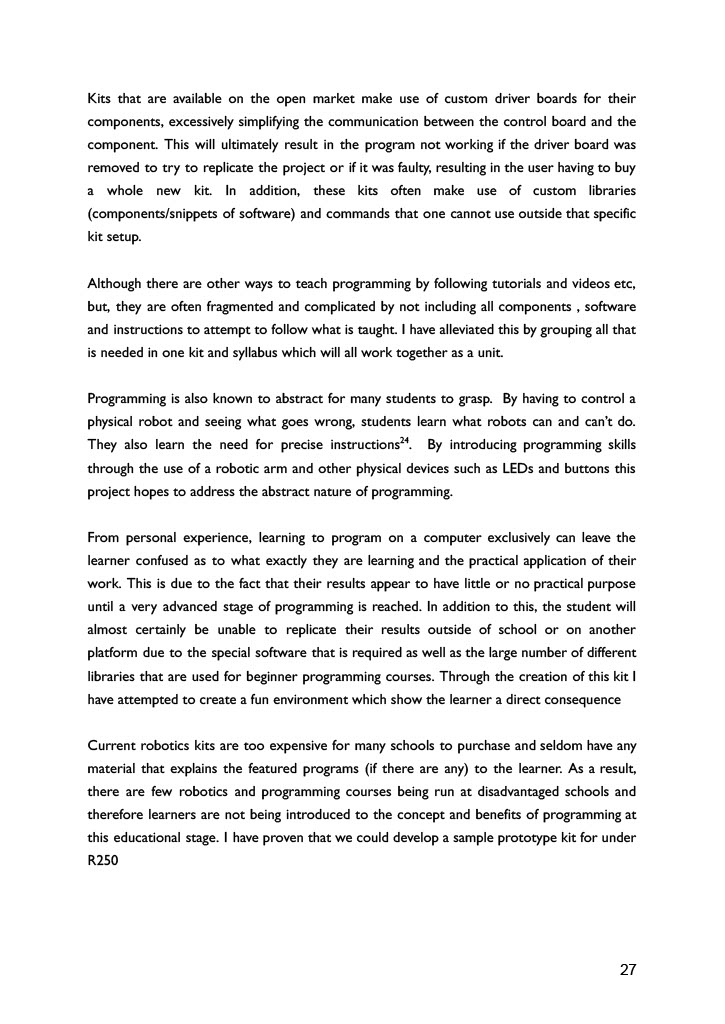 Kits that are available on the open market make use of custom driver boards for their
components, excessively simplifying the communication between the control board and the
component. This will ultimately result in the program not working if the driver board was
removed to try to replicate the project or if it was faulty, resulting in the user having to buy
a whole new kit. In addition, these kits often make use of custom libraries
(components/snippets of software) and commands that one cannot use outside that specific
kit setup.
Although there are other ways to teach programming by following tutorials and videos etc,
but, they are often fragmented and complicated by not including all components , software
and instructions to attempt to follow what is taught. I have alleviated this by grouping all that
is needed in one kit and syllabus which will all work together as a unit.
Programming is also known to abstract for many students to grasp.  By having to control a
physical robot and seeing what goes wrong, students learn what robots can and can't do.
They also learn the need for precise instructions24.  By introducing programming skills
through the use of a robotic arm and other physical devices such as LEDs and buttons this
project hopes to address the abstract nature of programming.
From personal experience, learning to program on a computer exclusively can leave the
learner confused as to what exactly they are learning and the practical application of their
work. This is due to the fact that their results appear to have little or no practical purpose
until a very advanced stage of programming is reached. In addition to this, the student will
almost certainly be unable to replicate their results outside of school or on another
platform due to the special software that is required as well as the large number of different
libraries that are used for beginner programming courses. Through the creation of this kit I
have attempted to create a fun environment which show the learner a direct consequence
Current robotics kits are too expensive for many schools to purchase and seldom have any
material that explains the featured programs (if there are any) to the learner. As a result,
there are few robotics and programming courses being run at disadvantaged schools and
therefore learners are not being introduced to the concept and benefits of programming at
this educational stage. I have proven that we could develop a sample prototype kit for under
R250
27